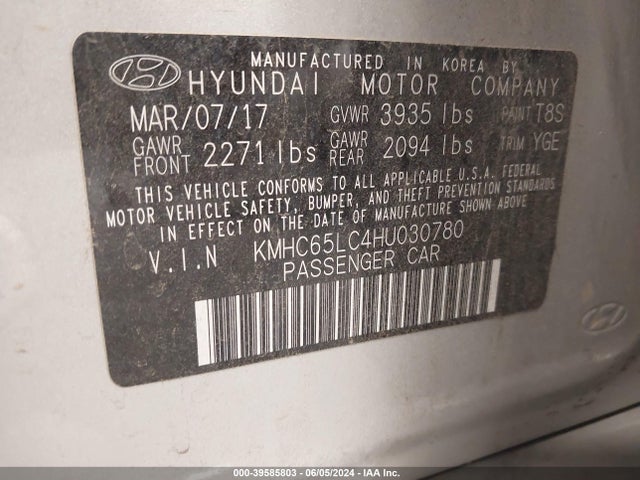 MANUFACTURED IN KOREA BY
HYUNDAI MOTOR COMPANY
MAR/07/17 GVWR 3935 lbs PAINT T8S
GAWR FRONT 2271 lbs GAWR REAR 2094 lbs TRIM YGE
THIS VEHICLE CONFORMS TO ALL APPLICABLE U.S.A. FEDERAL
MOTOR VEHICLE SAFETY, BUMPER, AND THEFT PREVENTION STANDARDS
IN EFFECT ON THE DATE OF MANUFACTURE SHOWN ABOVE.
V.I.N KMHC65LC4HU030780
PASSENGER CAR
000-39585803 - 06/05/2024 - IAA Inc.